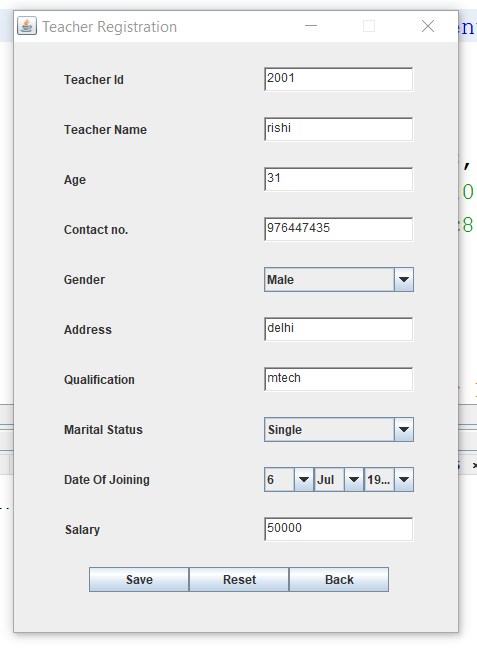 Teacher Registration
Teacher Id 2001
Teacher Name rishi
Age 31
Contact no. 976447435
Gender Male
Address delhi
Qualification mtech
Marital Status Single
Date Of Joining 6 Jul 19...
Salary 50000
Save Reset Back